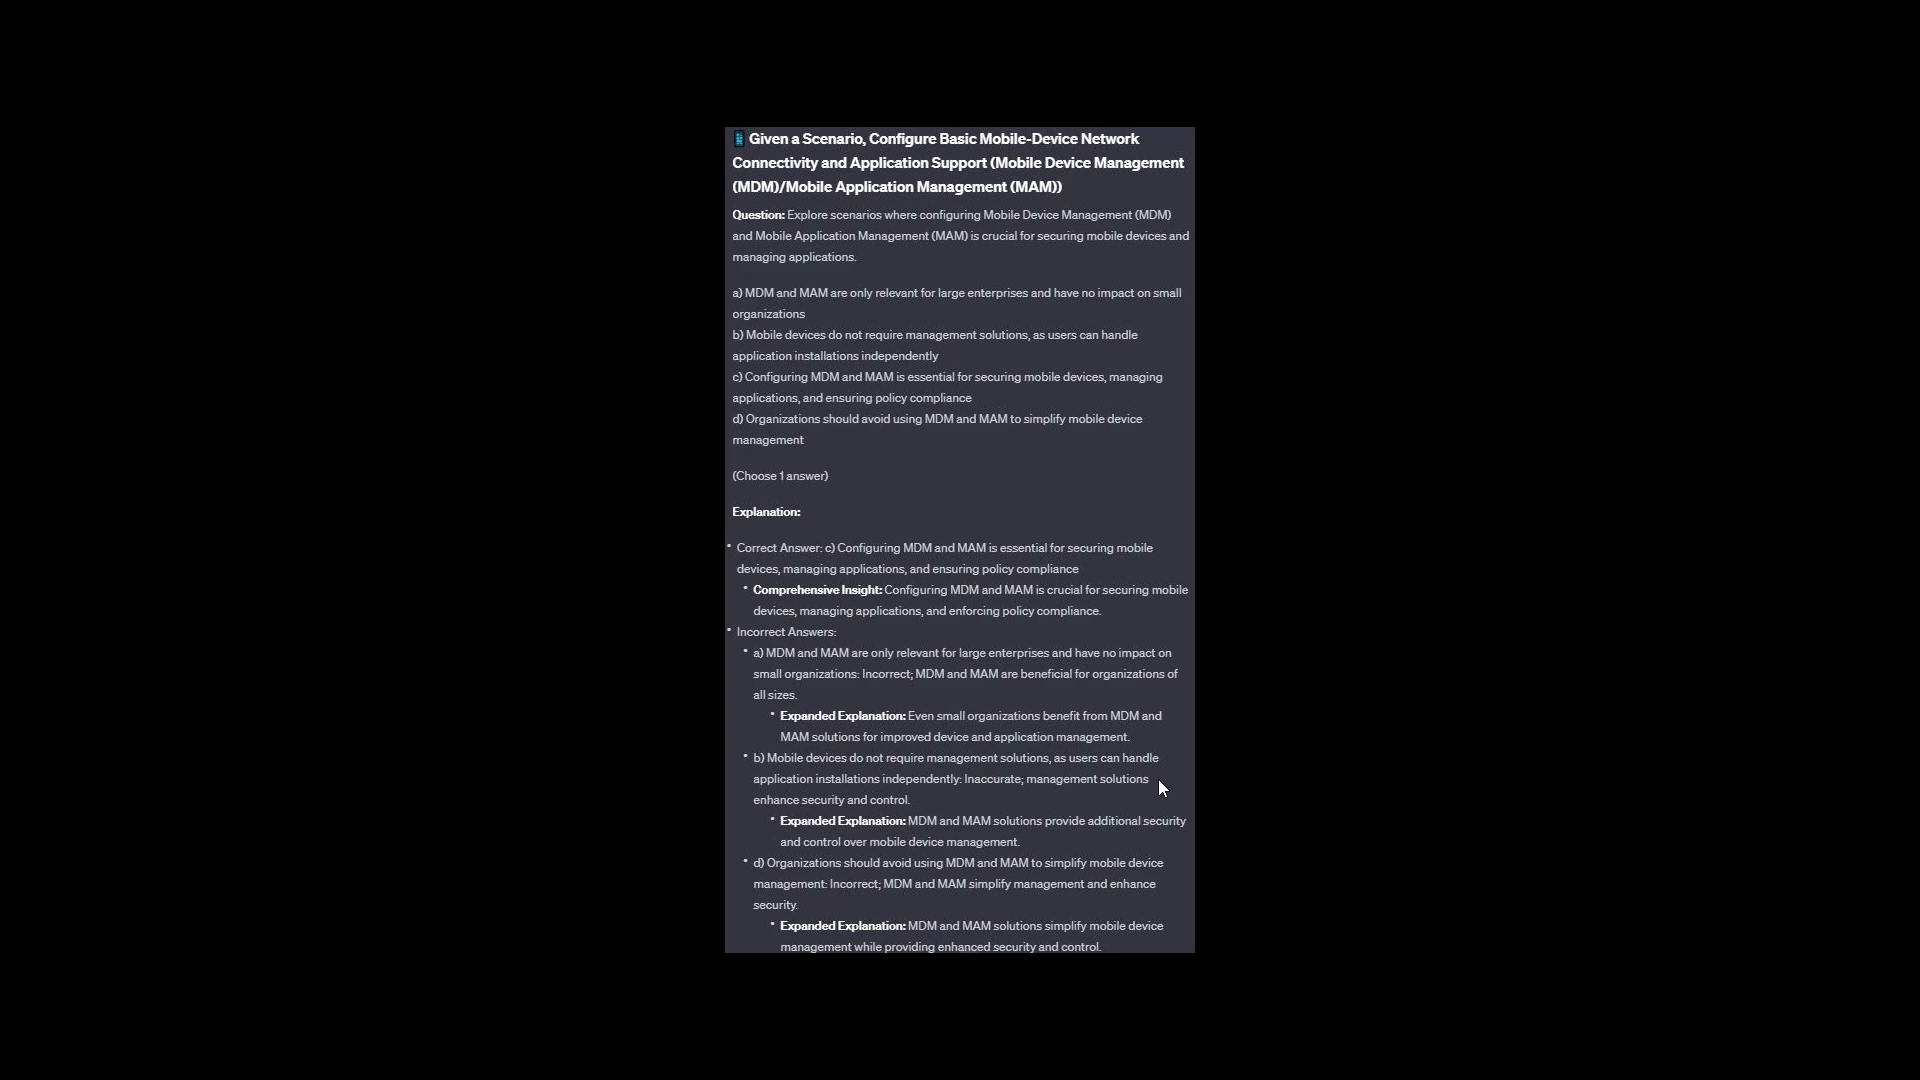 Given a Scenario, Configure Basic Mobile-Device Network
Connectivity and Application Support (Mobile Device Management
(MDM)/Mobile Application Management (MAM))
Question: Explore scenarios where configuring Mobile Device Management (MDM)
and Mobile Application Management (MAM) is crucial for securing mobile devices and
managing applications.
a) MDM and MAM are only relevant for large enterprises and have no impact on small
organizations
b) Mobile devices do not require management solutions, as users can handle
application installations independently
c) Configuring MDM and MAM is essential for securing mobile devices, managing
applications, and ensuring policy compliance
d) Organizations should avoid using MDM and MAM to simplify mobile device
management
(Choose 1 answer)
Explanation:
• Correct Answer: c) Configuring MDM and MAM is essential for securing mobile
devices, managing applications, and ensuring policy compliance
• Comprehensive Insight: Configuring MDM and MAM is crucial for securing mobile
devices, managing applications, and enforcing policy compliance.
• Incorrect Answers:
• a) MDM and MAM are only relevant for large enterprises and have no impact on
small organizations: Incorrect; MDM and MAM are beneficial for organizations of
all sizes.
• Expanded Explanation: Even small organizations benefit from MDM and
MAM solutions for improved device and application management.
• b) Mobile devices do not require management solutions, as users can handle
application installations independently: Inaccurate; management solutions
enhance security and control.
• Expanded Explanation: MDM and MAM solutions provide additional security
and control over mobile device management.
• d) Organizations should avoid using MDM and MAM to simplify mobile device
management: Incorrect; MDM and MAM simplify management and enhance
security.
• Expanded Explanation: MDM and MAM solutions simplify mobile device
management while providing enhanced security and control.